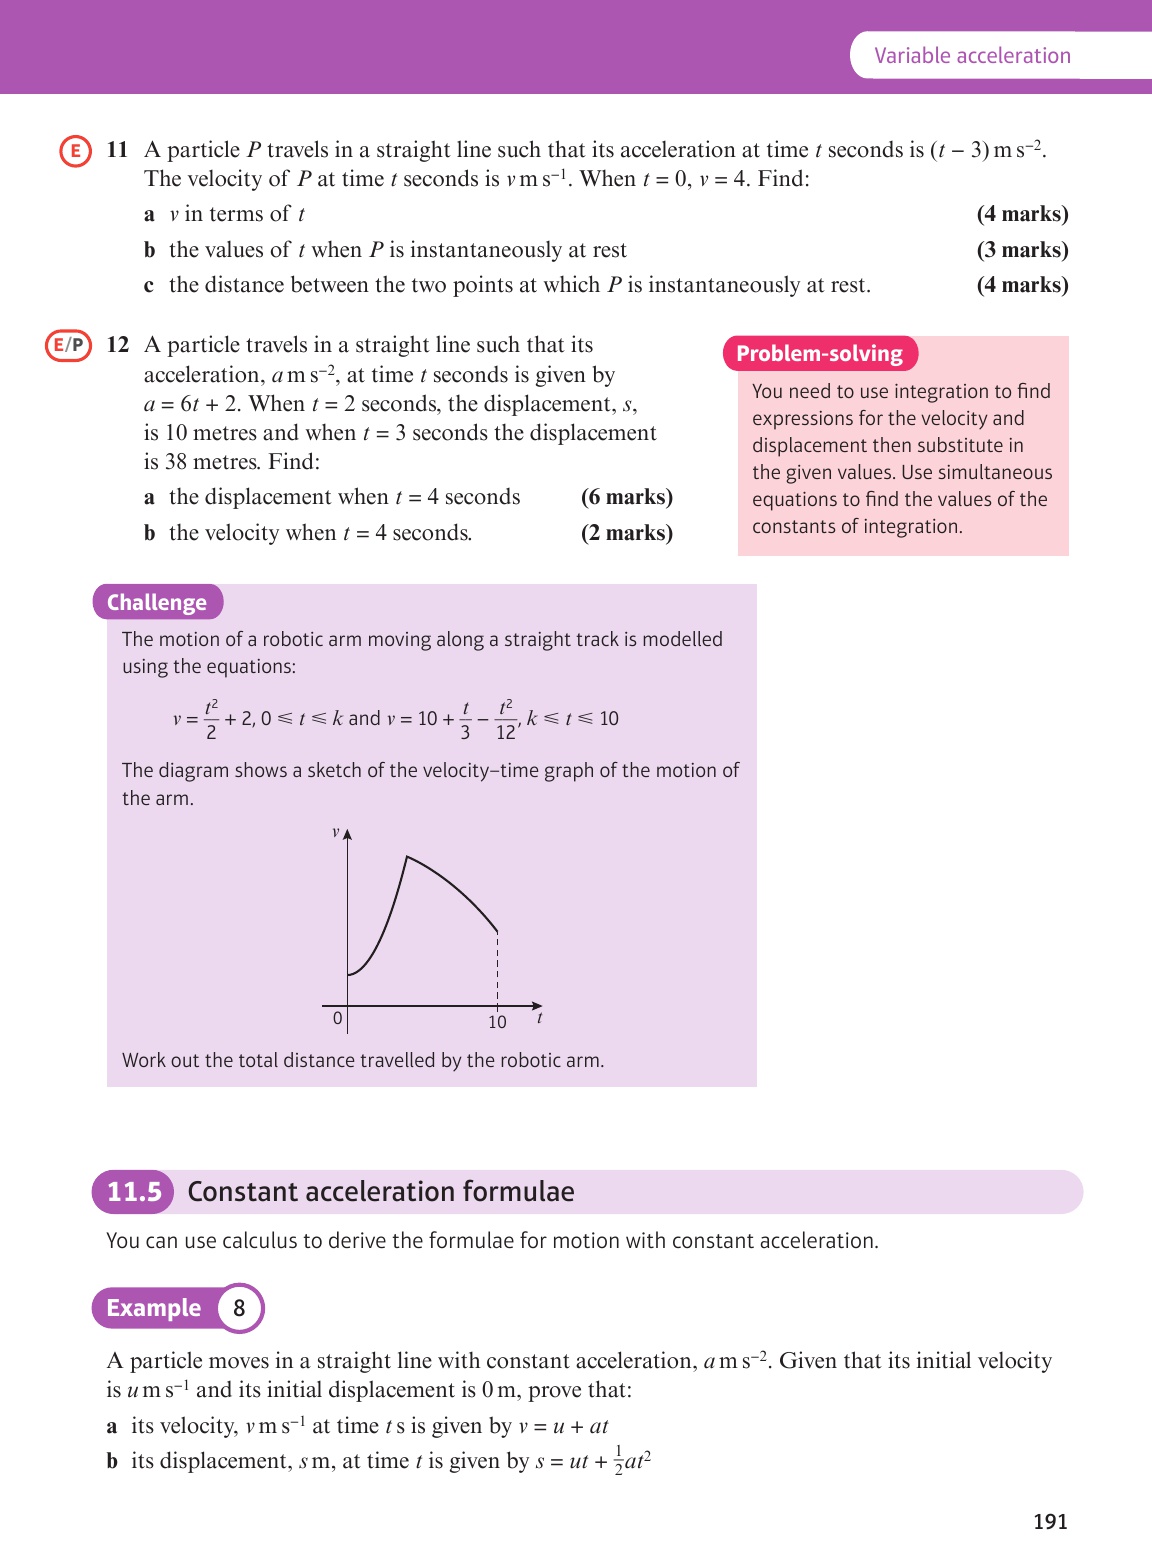 Variable acceleration
E 11 A particle P travels in a straight line such that its acceleration at time t seconds is (t − 3) m s⁻².
The velocity of P at time t seconds is v m s⁻¹. When t = 0, v = 4. Find:
a v in terms of t (4 marks)
b the values of t when P is instantaneously at rest (3 marks)
c the distance between the two points at which P is instantaneously at rest. (4 marks)
E/P 12 A particle travels in a straight line such that its
acceleration, a m s⁻², at time t seconds is given by
a = 6t + 2. When t = 2 seconds, the displacement, s,
is 10 metres and when t = 3 seconds the displacement
is 38 metres. Find:
a the displacement when t = 4 seconds (6 marks)
b the velocity when t = 4 seconds. (2 marks)
Problem-solving
You need to use integration to find
expressions for the velocity and
displacement then substitute in
the given values. Use simultaneous
equations to find the values of the
constants of integration.
Challenge
The motion of a robotic arm moving along a straight track is modelled
using the equations:
v = t²/2 + 2, 0 ⩽ t ⩽ k and v = 10 + t/3 − t²/12, k ⩽ t ⩽ 10
The diagram shows a sketch of the velocity–time graph of the motion of
the arm.
v
0 10 t
Work out the total distance travelled by the robotic arm.
11.5 Constant acceleration formulae
You can use calculus to derive the formulae for motion with constant acceleration.
Example 8
A particle moves in a straight line with constant acceleration, a m s⁻². Given that its initial velocity
is u m s⁻¹ and its initial displacement is 0 m, prove that:
a its velocity, v m s⁻¹ at time t s is given by v = u + at
b its displacement, s m, at time t is given by s = ut + ½at²
191